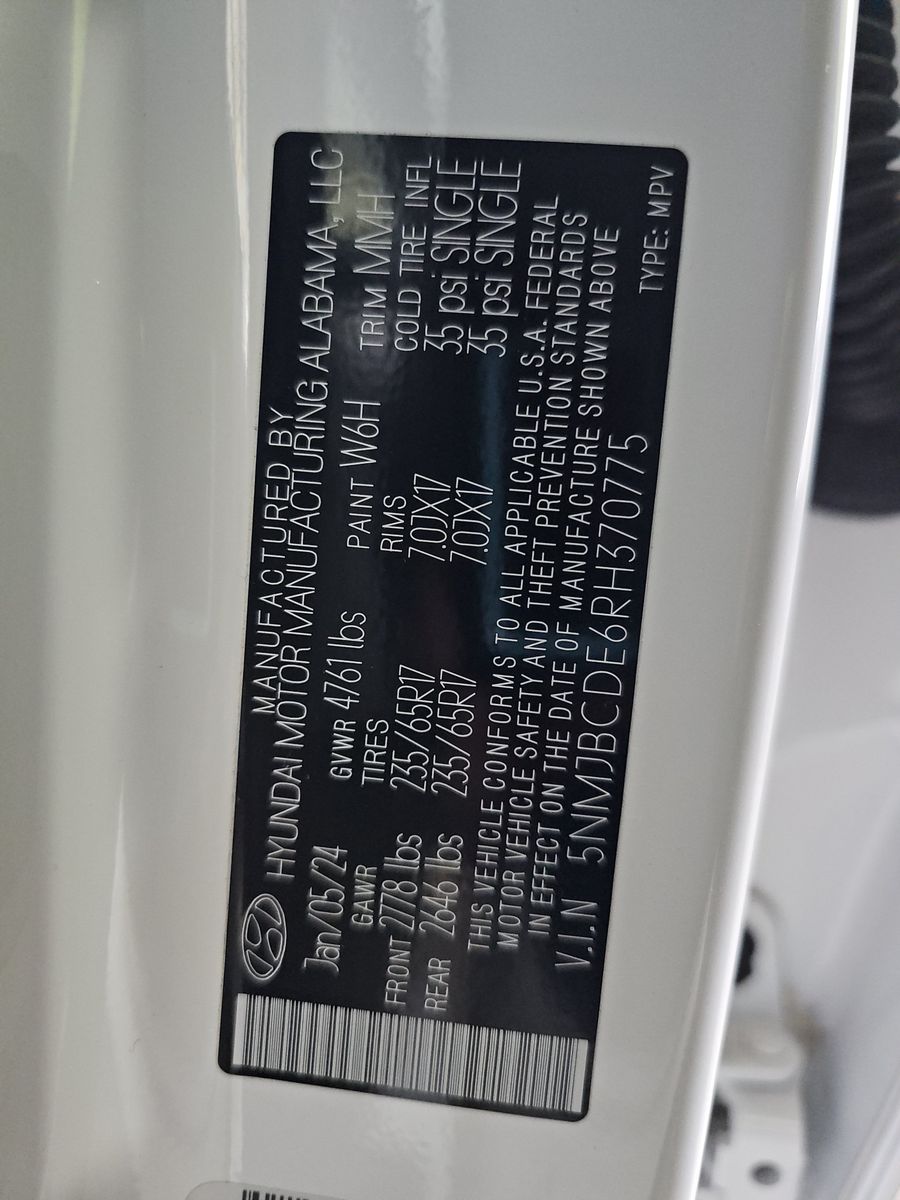 MANUFACTURED BY
HYUNDAI MOTOR MANUFACTURING ALABAMA, LLC
Jan/05/24 GVWR 4761 lbs PAINT W6H TRIM MMH
GAWR TIRES RIMS COLD TIRE INFL
FRONT 2778 lbs 235/65R17 7.0JX17 35 psi SINGLE
REAR 2646 lbs 235/65R17 7.0JX17 35 psi SINGLE
THIS VEHICLE CONFORMS TO ALL APPLICABLE U.S.A. FEDERAL
MOTOR VEHICLE SAFETY AND THEFT PREVENTION STANDARDS
IN EFFECT ON THE DATE OF MANUFACTURE SHOWN ABOVE
V.I.N 5NMJBCDE6RH370775 TYPE: MPV